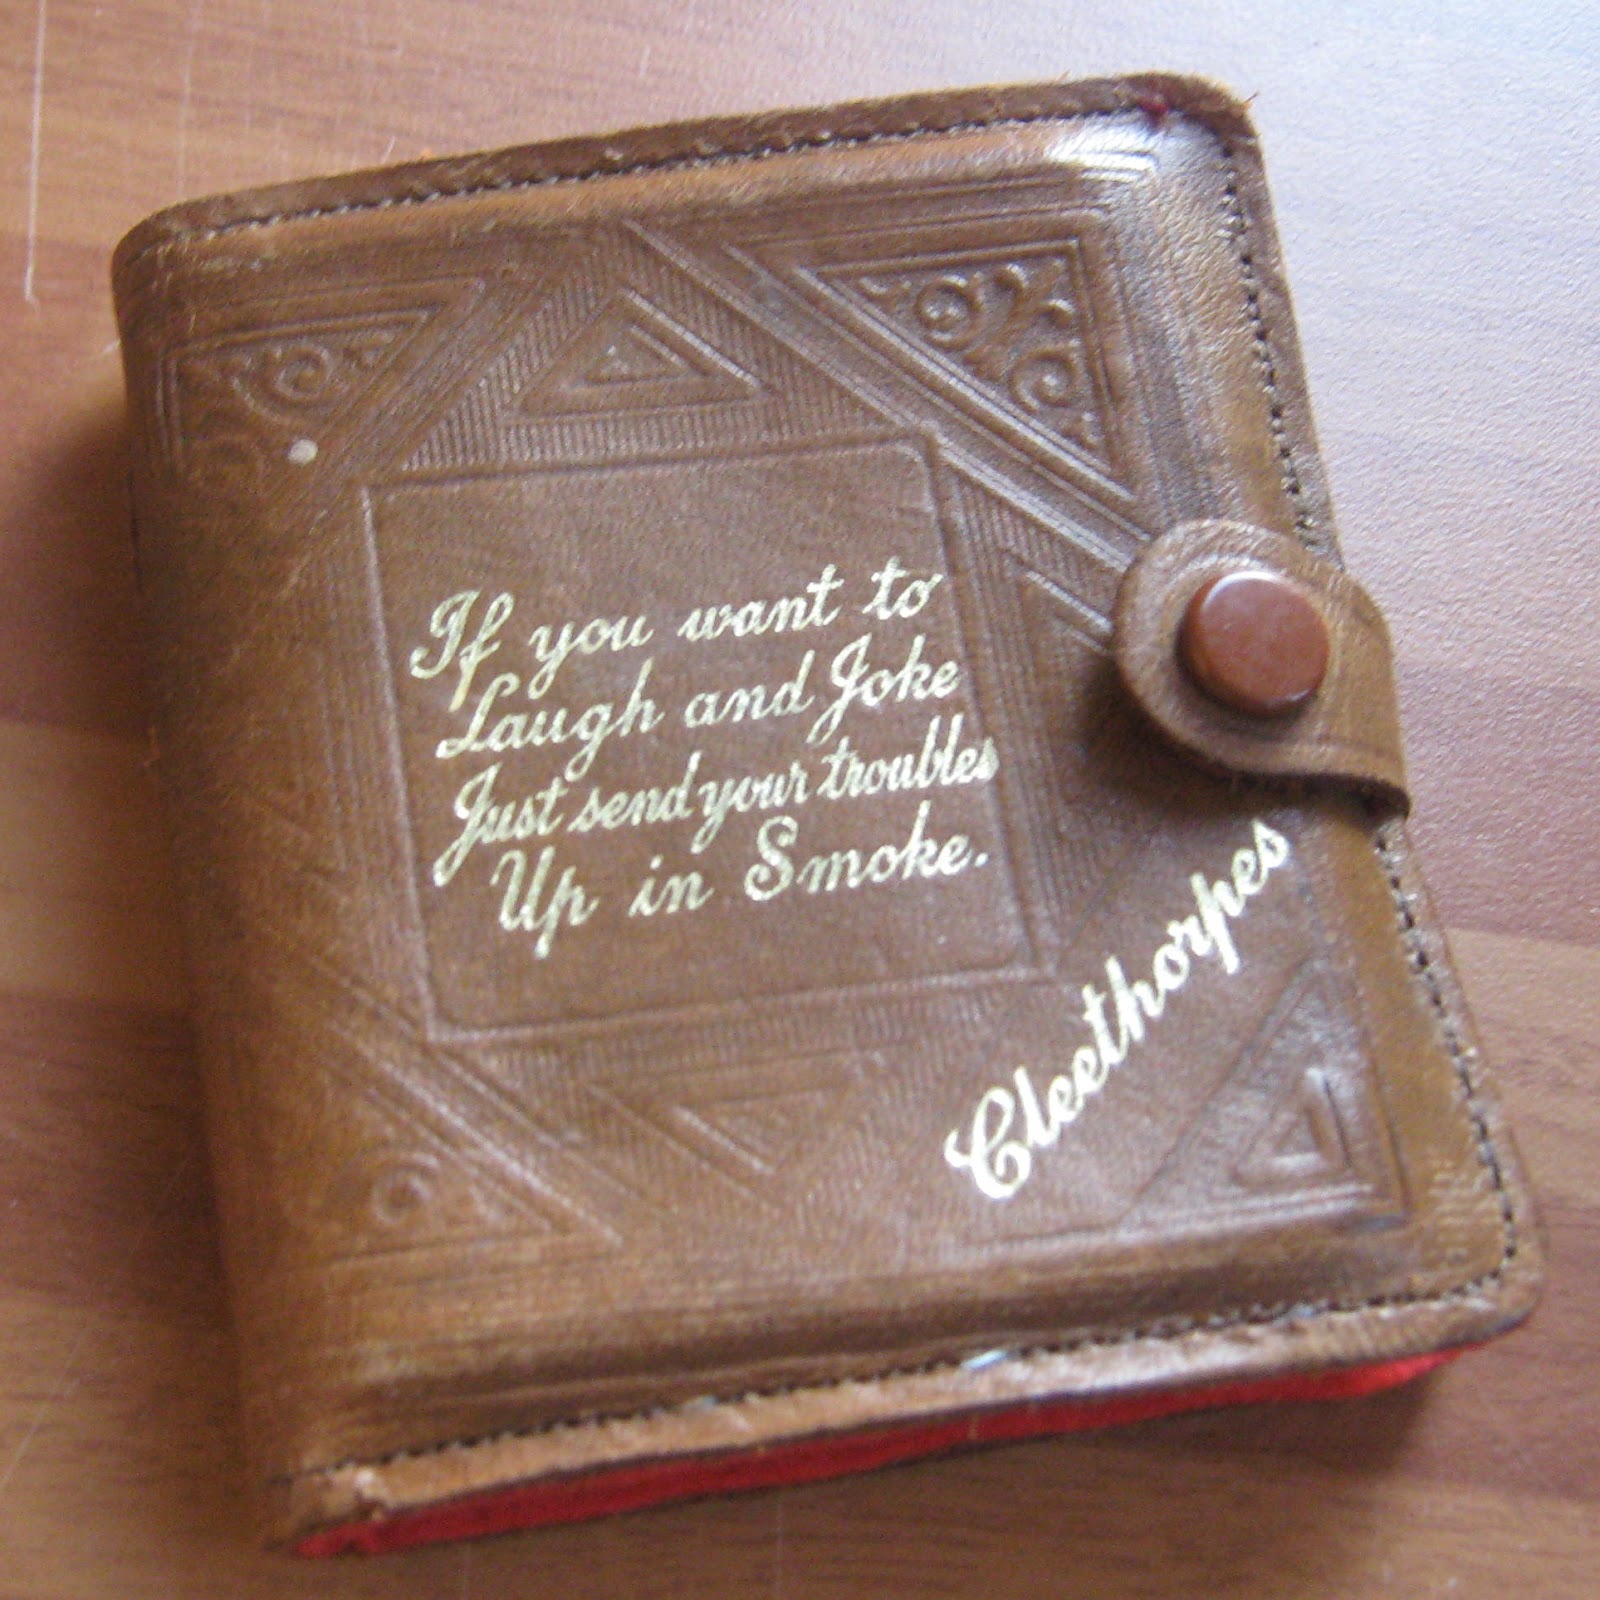 If you want to
Laugh and Joke
Just send your troubles
Up in Smoke.
Cleethorpes